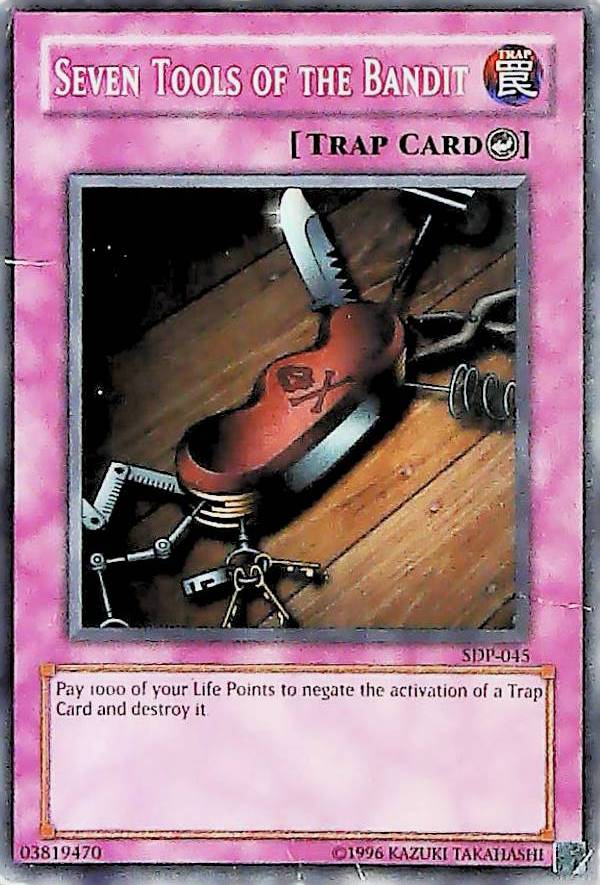 SEVEN TOOLS OF THE BANDIT
TRAP
罠
[TRAP CARD]
SDP-045
Pay 1000 of your Life Points to negate the activation of a Trap
Card and destroy it
03819470
©1996 KAZUKI TAKAHASHI